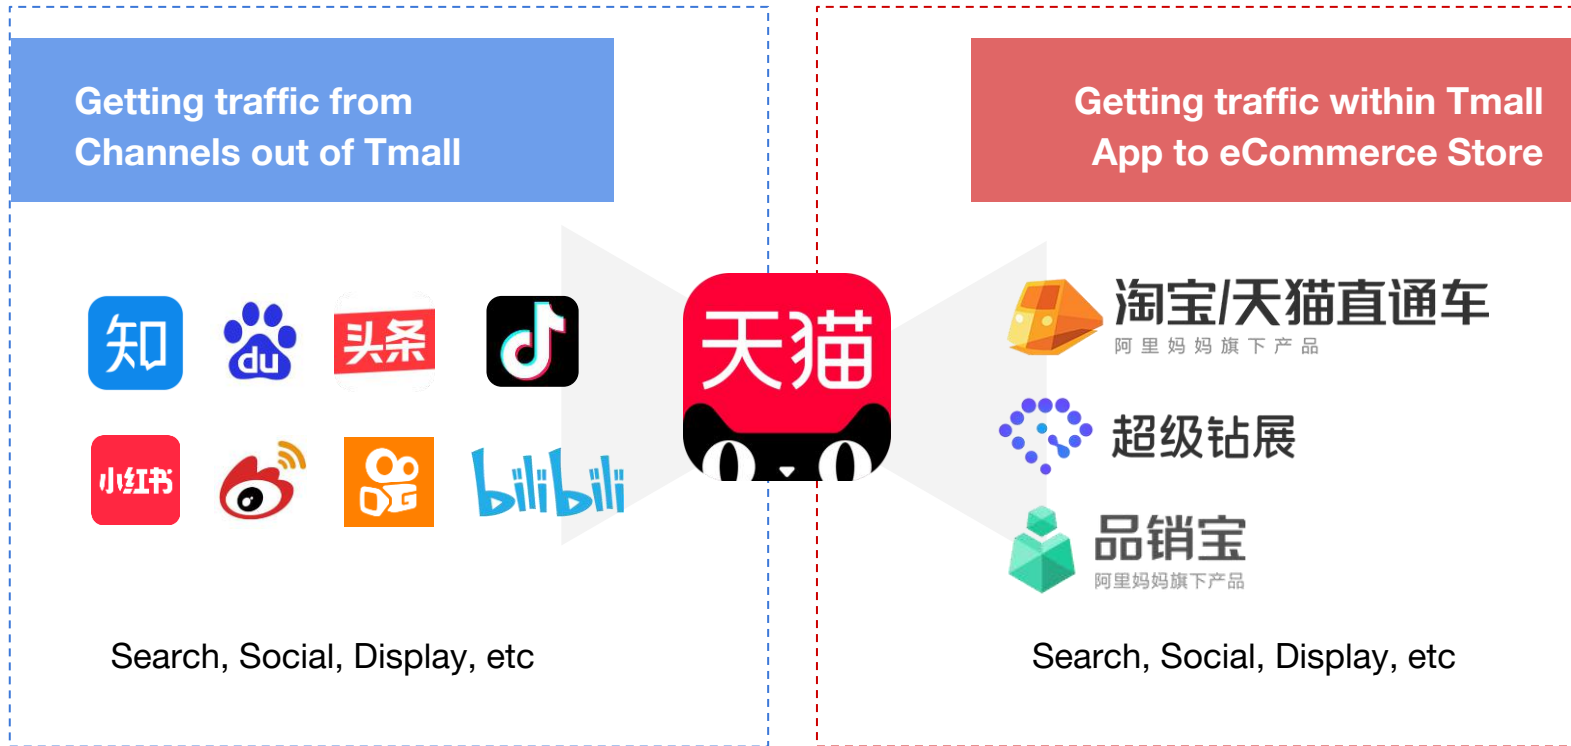 Getting traffic from
Channels out of Tmall
知
du
头条
小红书
bilibili
Search, Social, Display, etc
天猫
Getting traffic within Tmall
App to eCommerce Store
淘宝/天猫直通车
阿里妈妈旗下产品
超级钻展
品销宝
阿里妈妈旗下产品
Search, Social, Display, etc